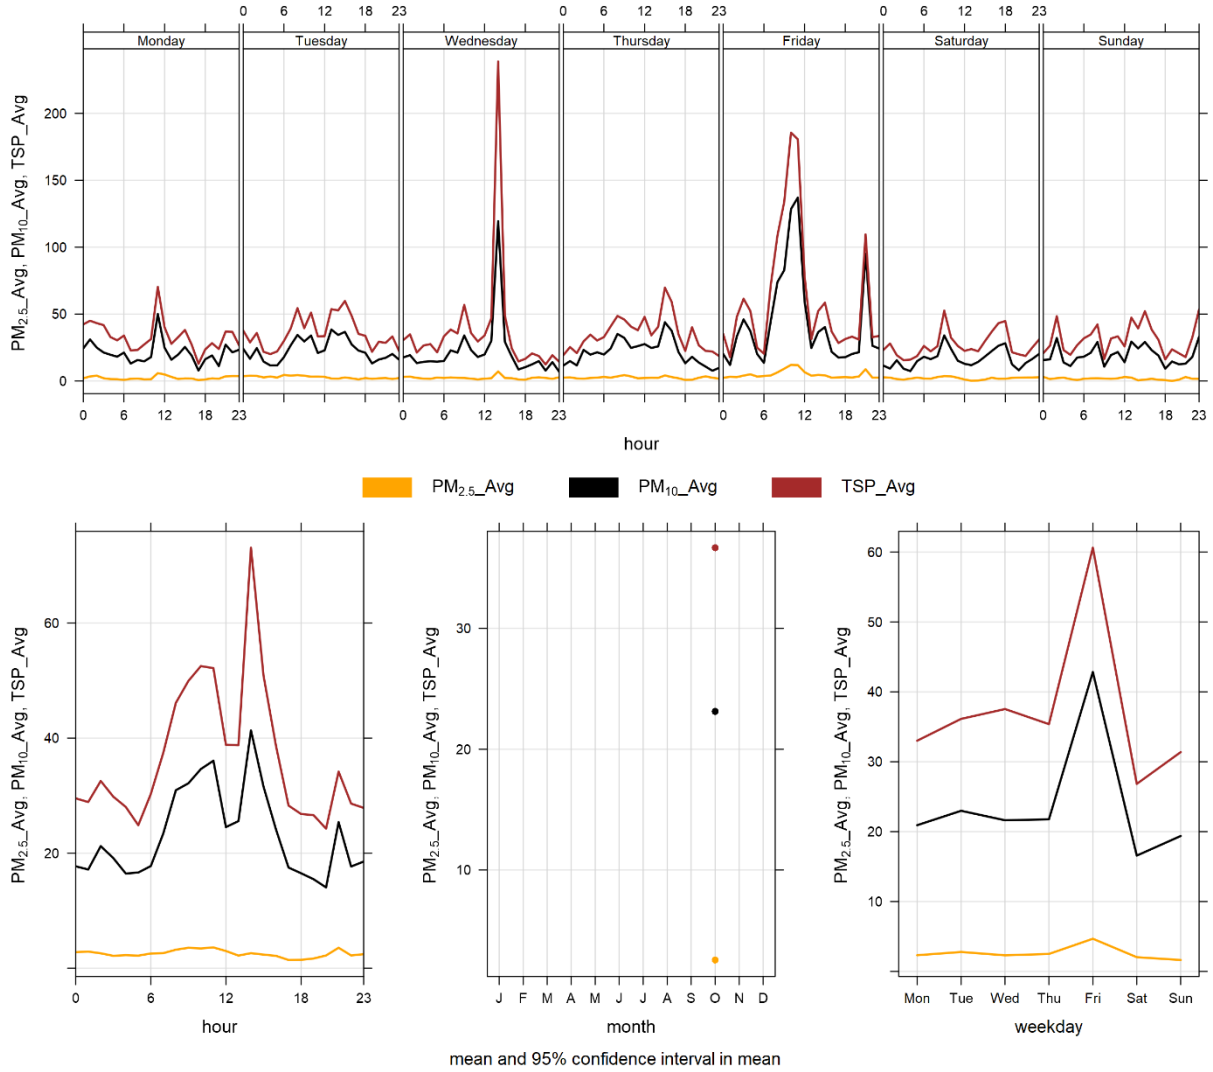 0 6 12 18 23 0 6 12 18 23 0 6 12 18 23 0 6 12 18 23
Monday Tuesday Wednesday Thursday Friday Saturday Sunday
PM2.5_Avg, PM10_Avg, TSP_Avg
200
150
100
50
0
0 6 12 18 23 0 6 12 18 23 0 6 12 18 23 0 6 12 18 23
hour
PM2.5_Avg PM10_Avg TSP_Avg
PM2.5_Avg, PM10_Avg, TSP_Avg
60
40
20
0 6 12 18 23
hour
PM2.5_Avg, PM10_Avg, TSP_Avg
30
20
10
J F M A M J J A S O N D
month
PM2.5_Avg, PM10_Avg, TSP_Avg
60
50
40
30
20
10
Mon Tue Wed Thu Fri Sat Sun
weekday
mean and 95% confidence interval in mean